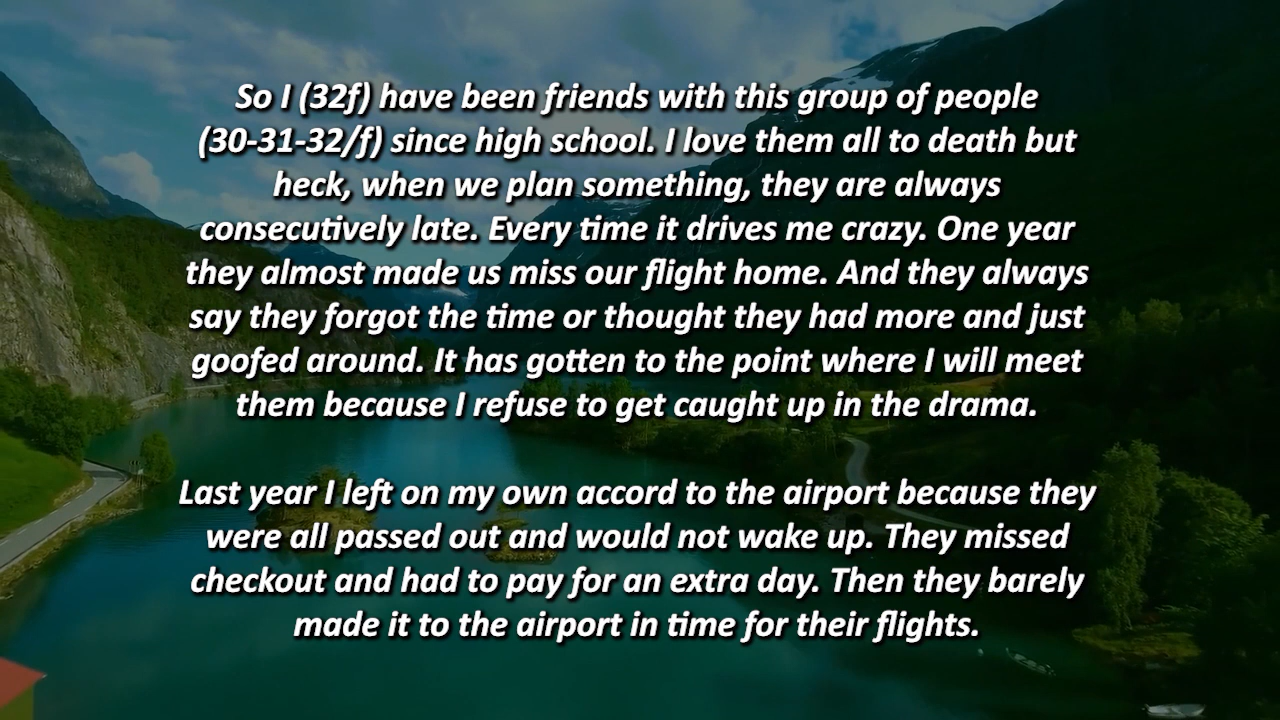 So I (32f) have been friends with this group of people
(30-31-32/f) since high school. I love them all to death but
heck, when we plan something, they are always
consecutively late. Every time it drives me crazy. One year
they almost made us miss our flight home. And they always
say they forgot the time or thought they had more and just
goofed around. It has gotten to the point where I will meet
them because I refuse to get caught up in the drama.
Last year I left on my own accord to the airport because they
were all passed out and would not wake up. They missed
checkout and had to pay for an extra day. Then they barely
made it to the airport in time for their flights.